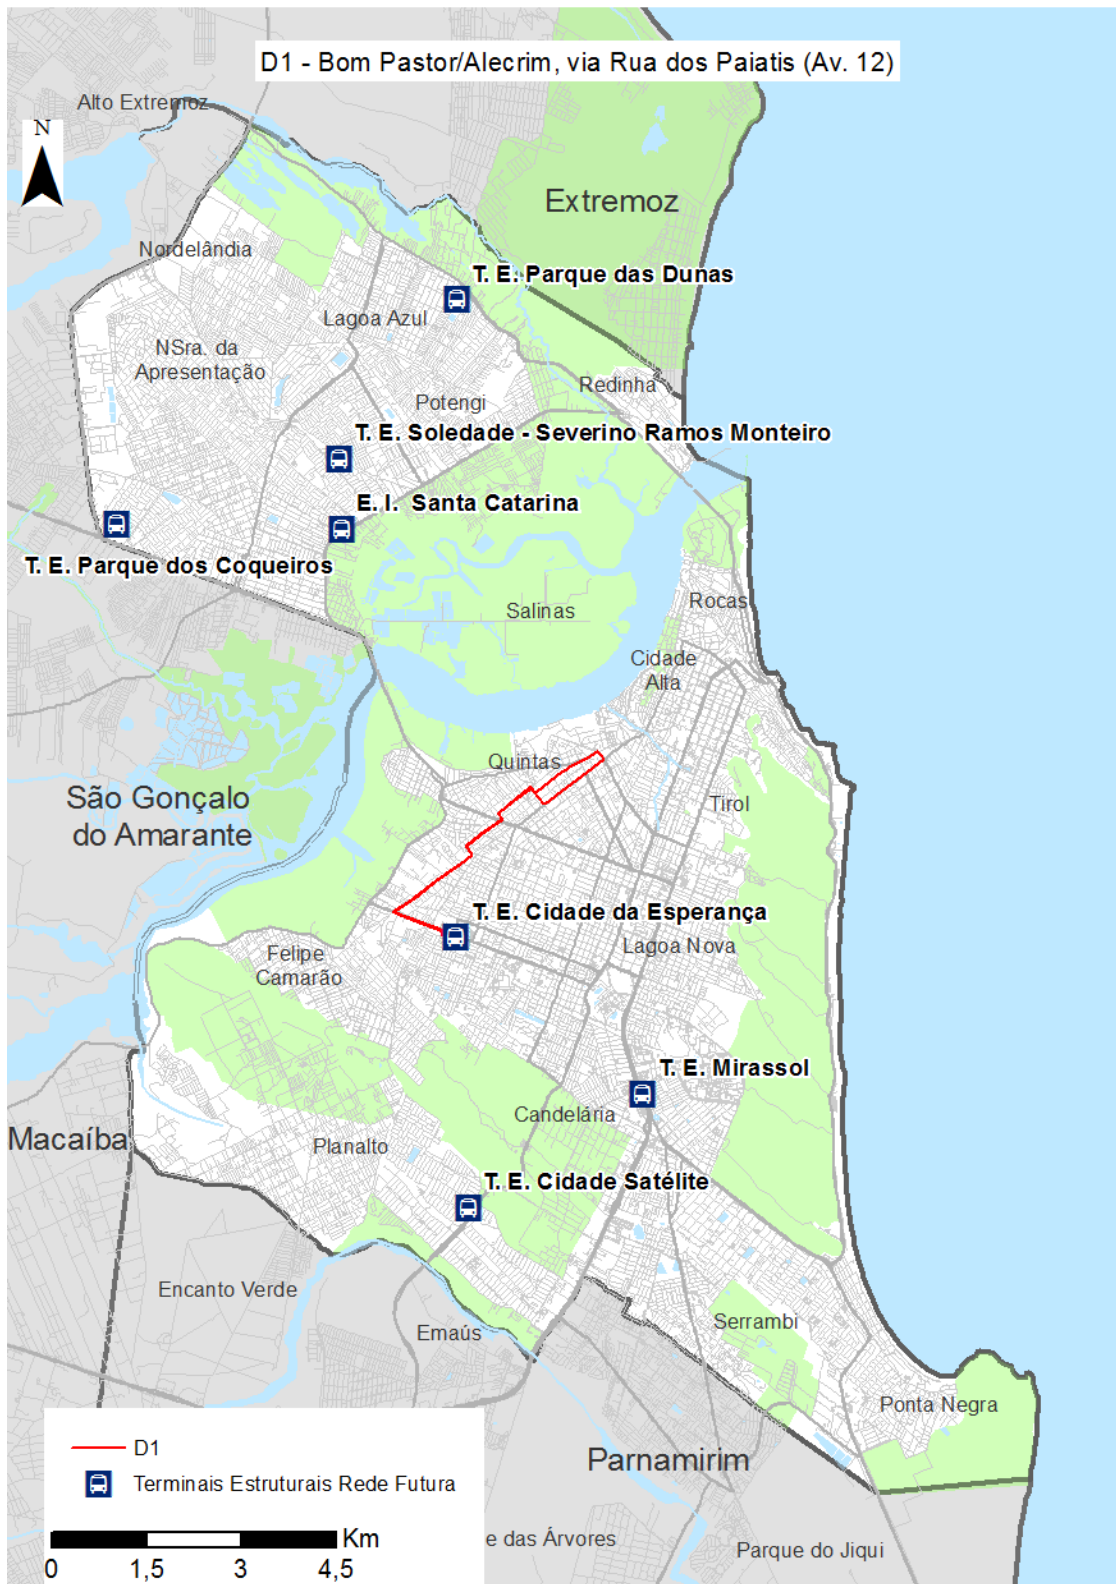 D1 - Bom Pastor/Alecrim, via Rua dos Paiatis (Av. 12)
Alto Extremoz
N
Extremoz
Nordelândia
T. E. Parque das Dunas
Lagoa Azul
NSra. da
Apresentação
Redinha
Potengi
T. E. Soledade - Severino Ramos Monteiro
E. I. Santa Catarina
T. E. Parque dos Coqueiros
Rocas
Salinas
Cidade
Alta
Quintas
São Gonçalo
do Amarante
Tirol
T. E. Cidade da Esperança
Lagoa Nova
Felipe
Camarão
T. E. Mirassol
Candelária
Macaíba
Planalto
T. E. Cidade Satélite
Encanto Verde
Emaús
Serrambi
Ponta Negra
Parnamirim
D1
Terminais Estruturais Rede Futura
Km
0 1,5 3 4,5
e das Árvores
Parque do Jiqui